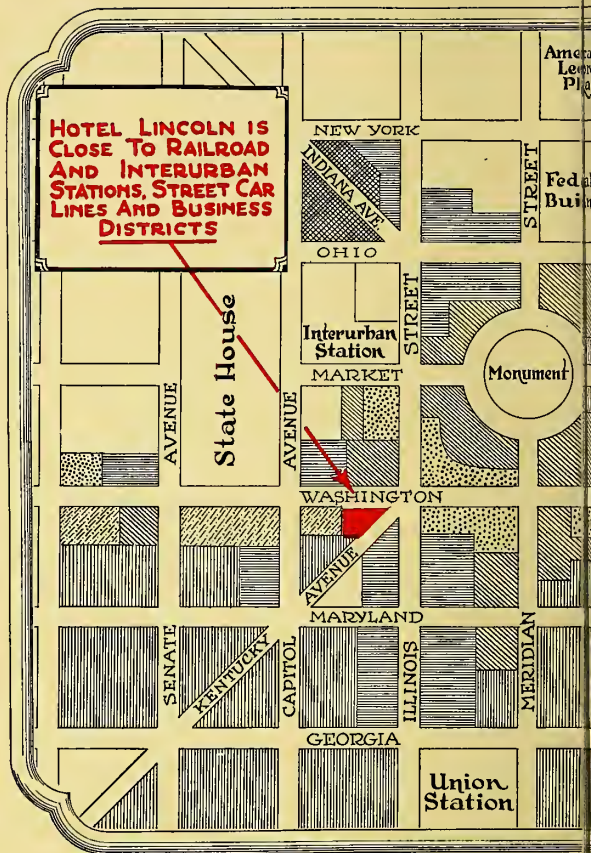 HOTEL LINCOLN IS
CLOSE TO RAILROAD
AND INTERURBAN
STATIONS, STREET CAR
LINES AND BUSINESS
DISTRICTS
NEW YORK
INDIANA AVE.
STREET
OHIO
State House
Interurban
Station
STREET
Monument
MARKET
AVENUE
AVENUE
WASHINGTON
AVENUE
MARYLAND
SENATE
KENTUCKY
CAPITOL
ILLINOIS
MERIDIAN
GEORGIA
Union
Station